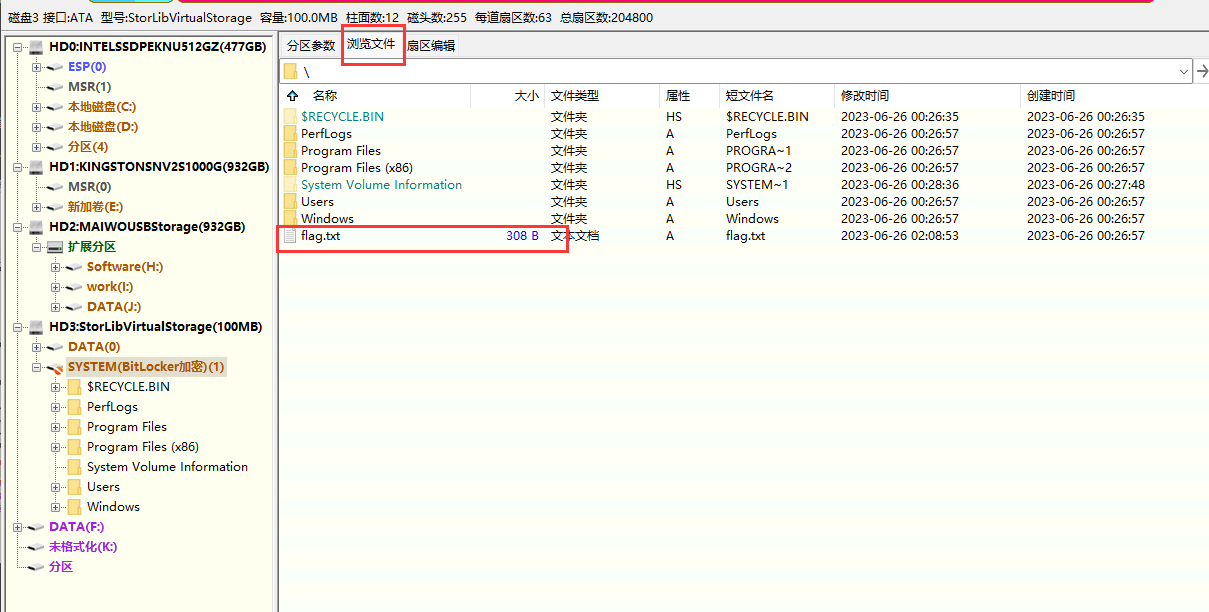 磁盘3 接口:ATA 型号:StorLibVirtualStorage 容量:100.0MB 柱面数:12 磁头数:255 每道扇区数:63 总扇区数:204800
HD0:INTELSSDPEKNU512GZ(477GB)
ESP(0)
MSR(1)
本地磁盘(C:)
本地磁盘(D:)
分区(4)
HD1:KINGSTONSNV2S1000G(932GB)
MSR(0)
新加卷(E:)
HD2:MAIWOUSBStorage(932GB)
扩展分区
Software(H:)
work(I:)
DATA(J:)
HD3:StorLibVirtualStorage(100MB)
DATA(0)
SYSTEM(BitLocker加密)(1)
$RECYCLE.BIN
PerfLogs
Program Files
Program Files (x86)
System Volume Information
Users
Windows
DATA(F:)
未格式化(K:)
分区
分区参数 浏览文件 扇区编辑
\
名称 大小 文件类型 属性 短文件名 修改时间 创建时间
$RECYCLE.BIN 文件夹 HS $RECYCLE.BIN 2023-06-26 00:26:35 2023-06-26 00:26:35
PerfLogs 文件夹 A PerfLogs 2023-06-26 00:26:57 2023-06-26 00:26:57
Program Files 文件夹 A PROGRA~1 2023-06-26 00:26:57 2023-06-26 00:26:57
Program Files (x86) 文件夹 A PROGRA~2 2023-06-26 00:26:57 2023-06-26 00:26:57
System Volume Information 文件夹 HS SYSTEM~1 2023-06-26 00:28:36 2023-06-26 00:27:48
Users 文件夹 A Users 2023-06-26 00:26:57 2023-06-26 00:26:57
Windows 文件夹 A Windows 2023-06-26 00:26:57 2023-06-26 00:26:57
flag.txt 308 B 文本文档 A flag.txt 2023-06-26 02:08:53 2023-06-26 00:26:57